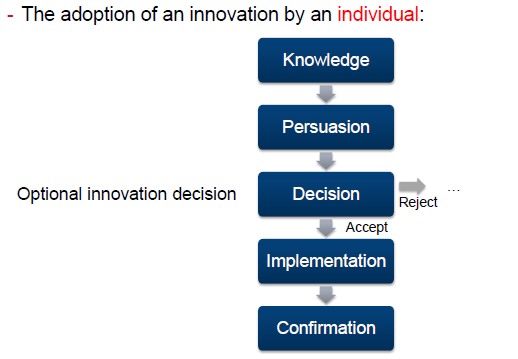 - The adoption of an innovation by an individual:
Knowledge
Persuasion
Optional innovation decision
Decision
...
Reject
Accept
Implementation
Confirmation